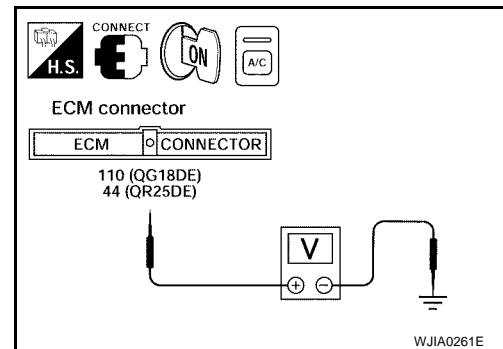 CONNECT
H.S.
ON
A/C
ECM connector
ECM CONNECTOR
110 (QG18DE)
44 (QR25DE)
V
+ −
WJIA0261E